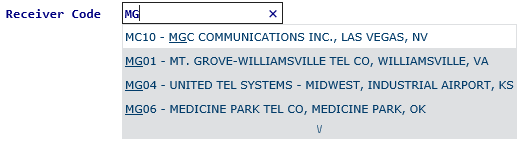 Receiver Code MG ×
MC10 - MGC COMMUNICATIONS INC., LAS VEGAS, NV
MG01 - MT. GROVE-WILLIAMSVILLE TEL CO, WILLIAMSVILLE, VA
MG04 - UNITED TEL SYSTEMS - MIDWEST, INDUSTRIAL AIRPORT, KS
MG06 - MEDICINE PARK TEL CO, MEDICINE PARK, OK